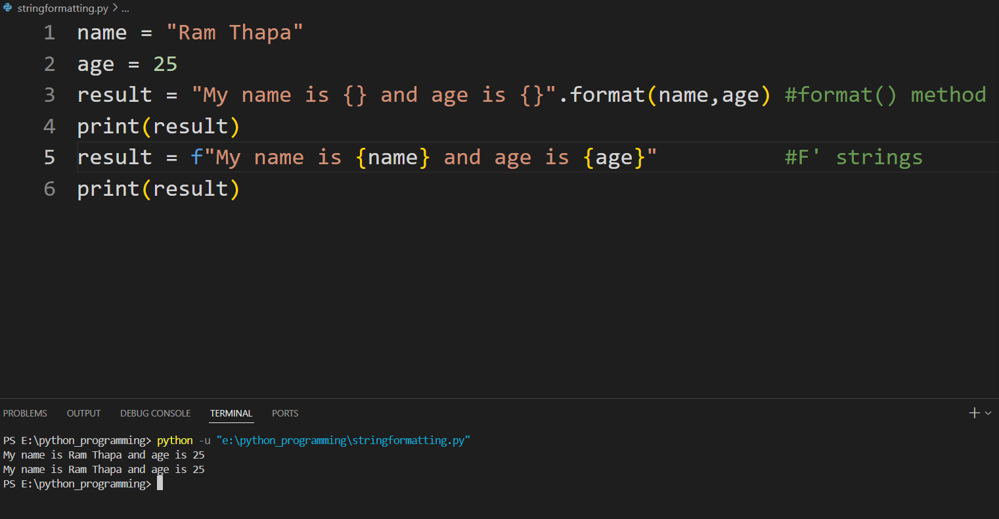 stringformatting.py > ...
1 name = "Ram Thapa"
2 age = 25
3 result = "My name is {} and age is {}".format(name,age) #format() method
4 print(result)
5 result = f"My name is {name} and age is {age}"          #F' strings
6 print(result)
PROBLEMS OUTPUT DEBUG CONSOLE TERMINAL PORTS
PS E:\python_programming> python -u "e:\python_programming\stringformatting.py"
My name is Ram Thapa and age is 25
My name is Ram Thapa and age is 25
PS E:\python_programming>